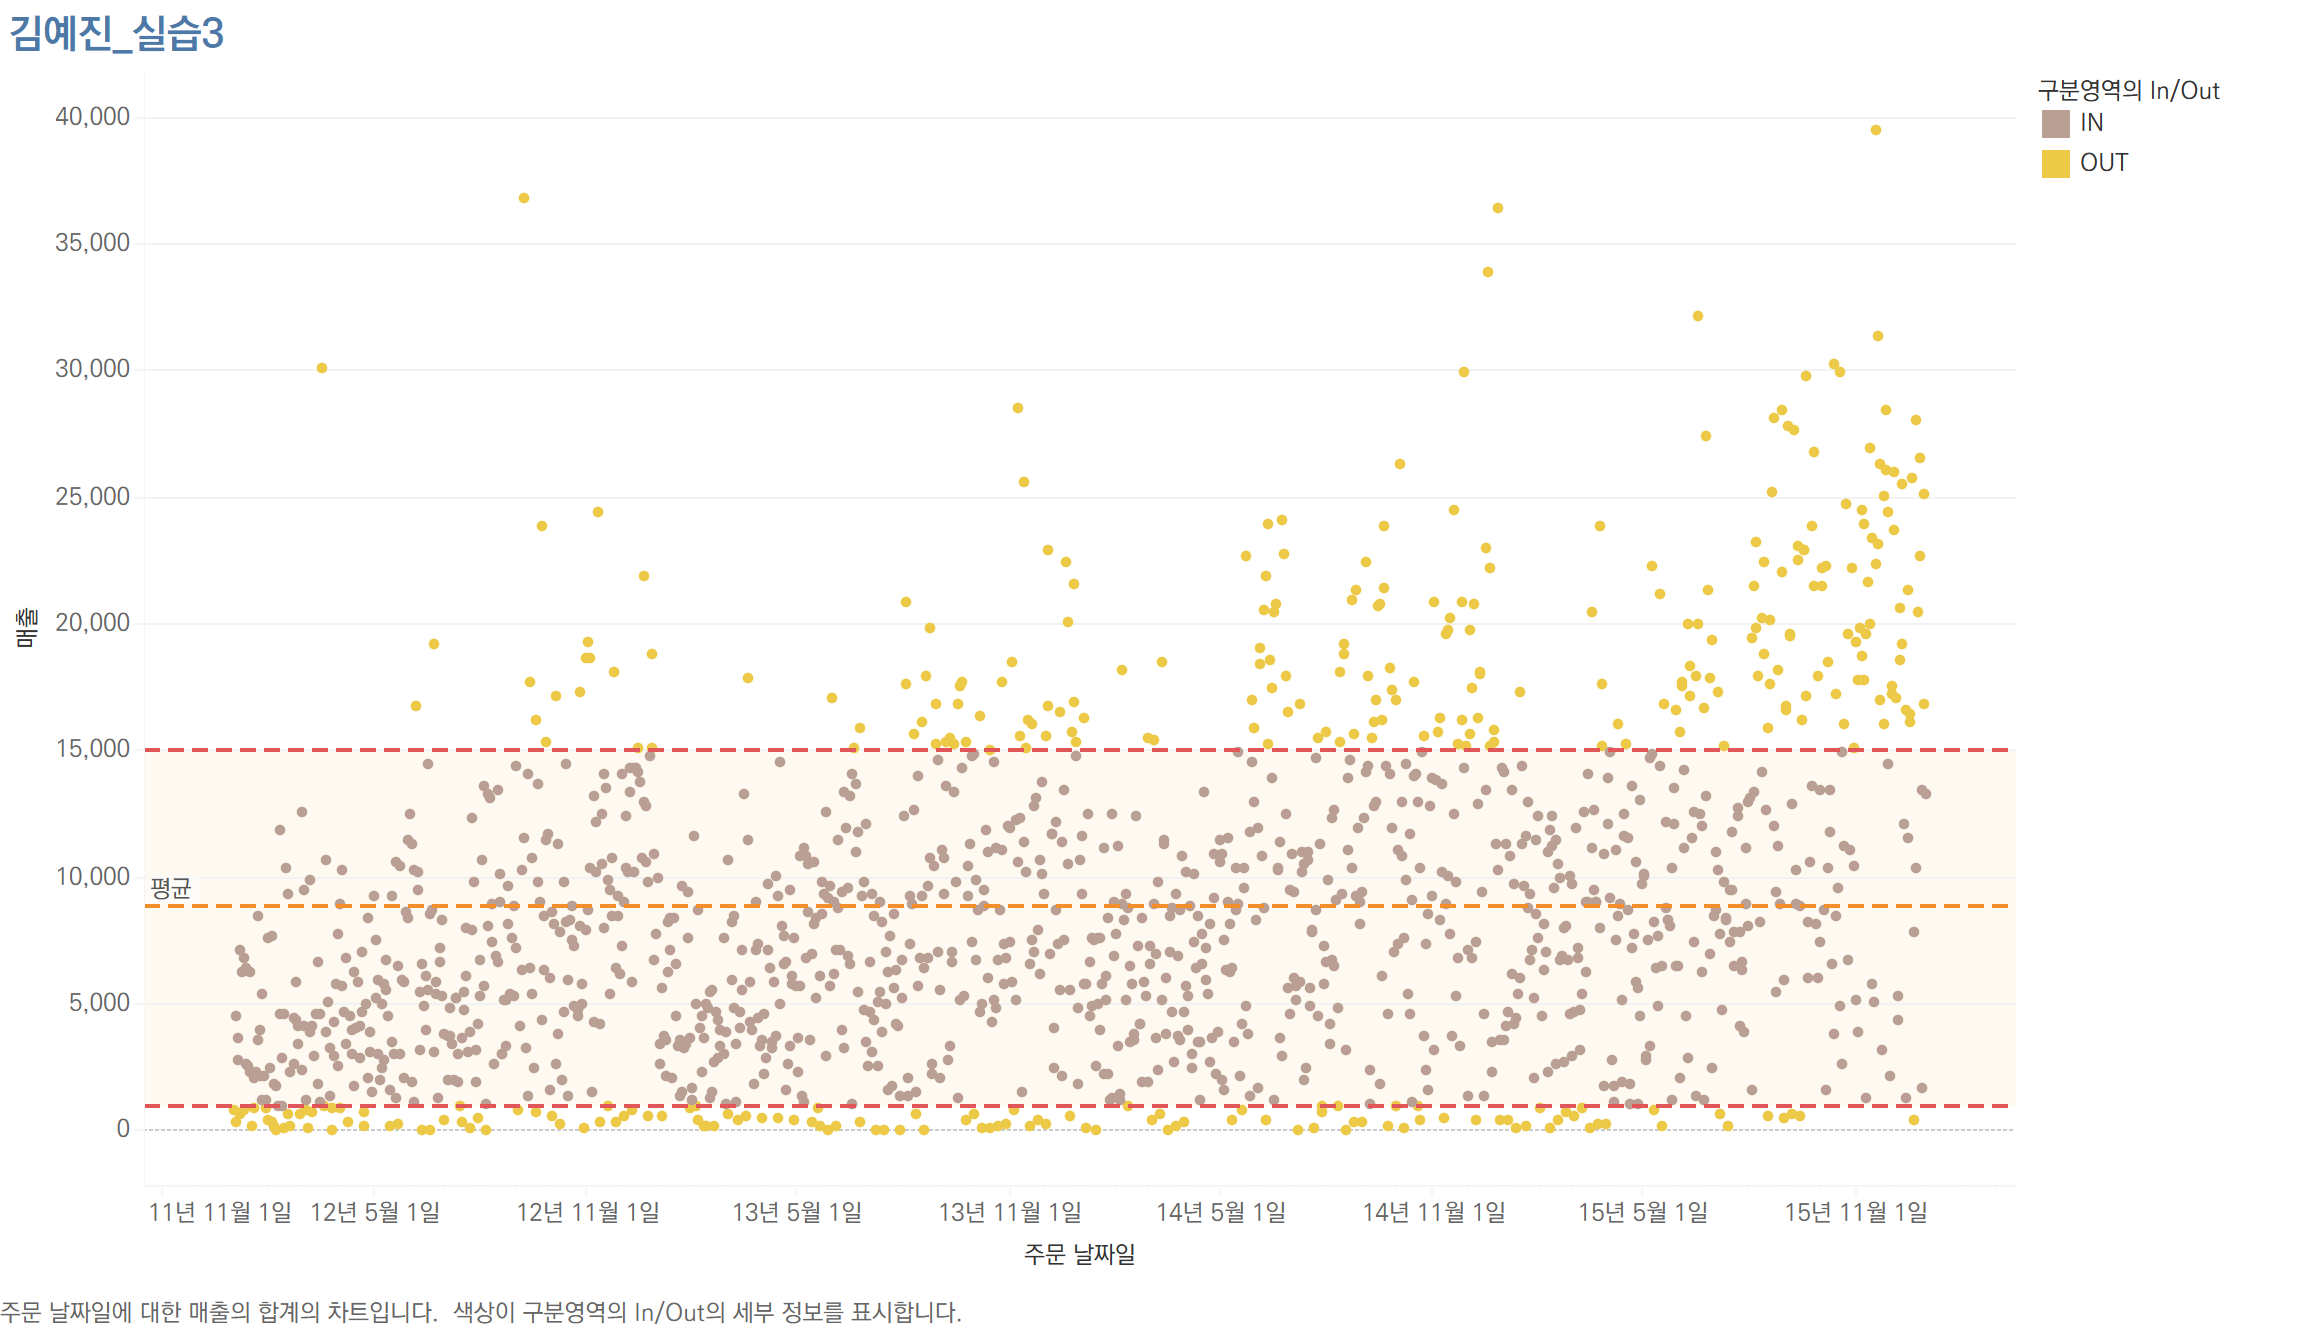 김예진_실습3
구분영역의 In/Out
IN
OUT
40,000
35,000
30,000
25,000
20,000
15,000
10,000
5,000
0
매출
평균
11년 11월 1일 12년 5월 1일 12년 11월 1일 13년 5월 1일 13년 11월 1일 14년 5월 1일 14년 11월 1일 15년 5월 1일 15년 11월 1일
주문 날짜일
주문 날짜일에 대한 매출의 합계의 차트입니다. 색상이 구분영역의 In/Out의 세부 정보를 표시합니다.